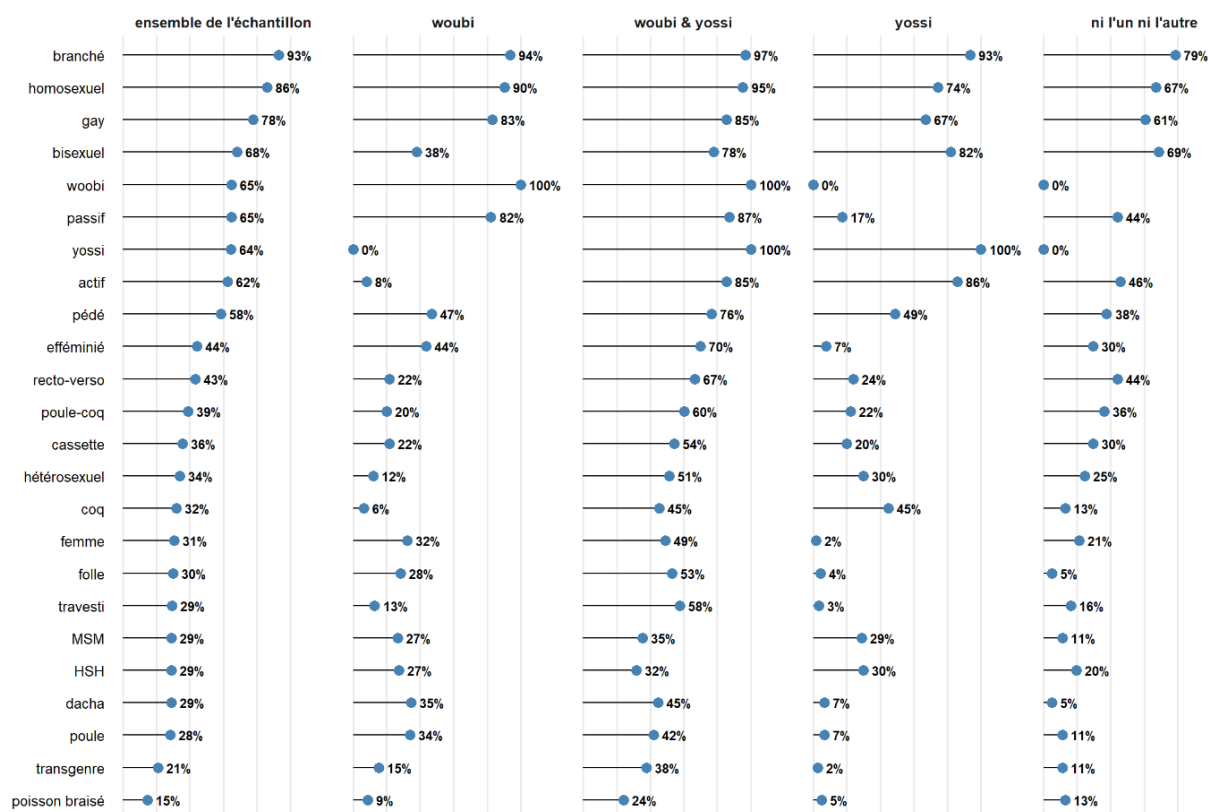 ensemble de l'échantillon woubi woubi & yossi yossi ni l'un ni l'autre
branché 93% 94% 97% 93% 79%
homosexuel 86% 90% 95% 74% 67%
gay 78% 83% 85% 67% 61%
bisexuel 68% 38% 78% 82% 69%
woobi 65% 100% 100% 0% 0%
passif 65% 82% 87% 17% 44%
yossi 64% 0% 100% 100% 0%
actif 62% 8% 85% 86% 46%
pédé 58% 47% 76% 49% 38%
efféminié 44% 44% 70% 7% 30%
recto-verso 43% 22% 67% 24% 44%
poule-coq 39% 20% 60% 22% 36%
cassette 36% 22% 54% 20% 30%
hétérosexuel 34% 12% 51% 30% 25%
coq 32% 6% 45% 45% 13%
femme 31% 32% 49% 2% 21%
folle 30% 28% 53% 4% 5%
travesti 29% 13% 58% 3% 16%
MSM 29% 27% 35% 29% 11%
HSH 29% 27% 32% 30% 20%
dacha 29% 35% 45% 7% 5%
poule 28% 34% 42% 7% 11%
transgenre 21% 15% 38% 2% 11%
poisson braisé 15% 9% 24% 5% 13%